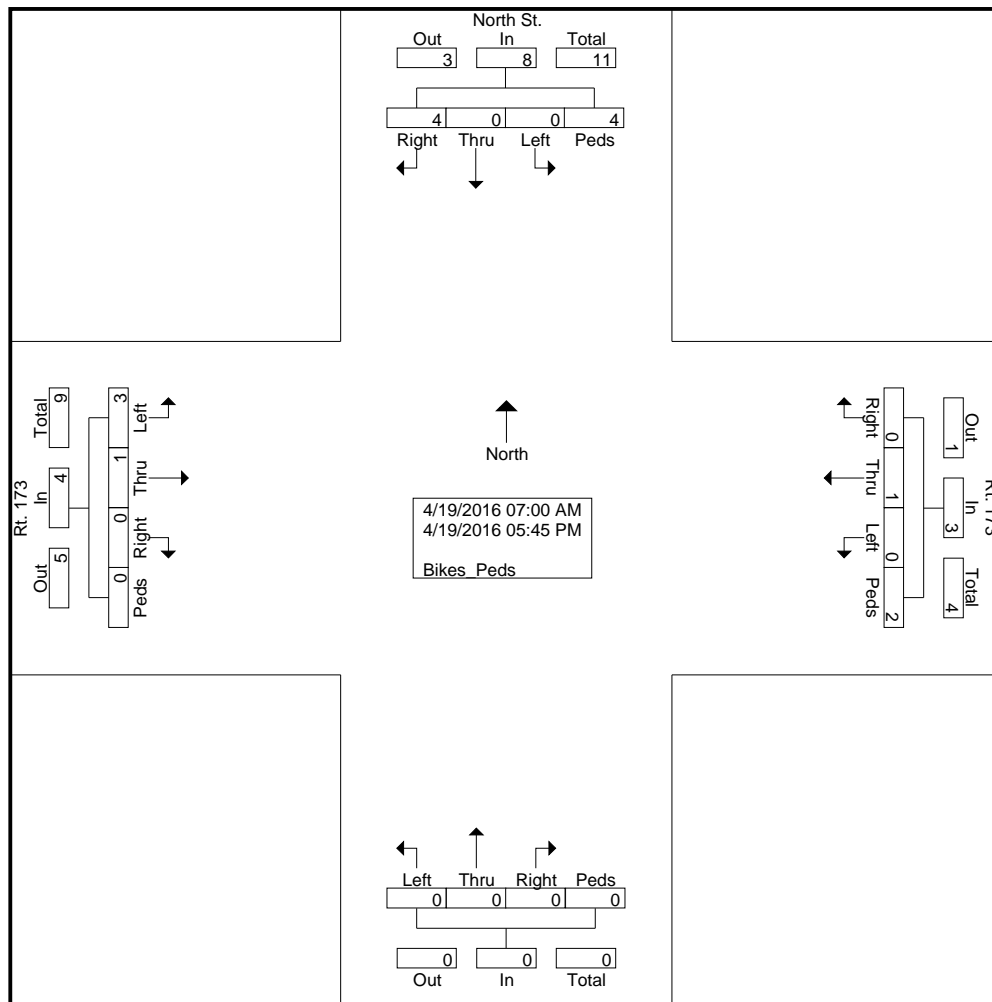 North St.
Out In Total
3 8 11
4 0 0 4
Right Thru Left Peds
Rt. 173
Out In Total
5 4 9
Left Thru Right Peds
3 1 0 0
North
4/19/2016 07:00 AM
4/19/2016 05:45 PM
Bikes_Peds
Right Thru Left Peds
0 1 0 2
Out In Total
1 3 4
Rt. 173
Left Thru Right Peds
0 0 0 0
0 0 0
Out In Total